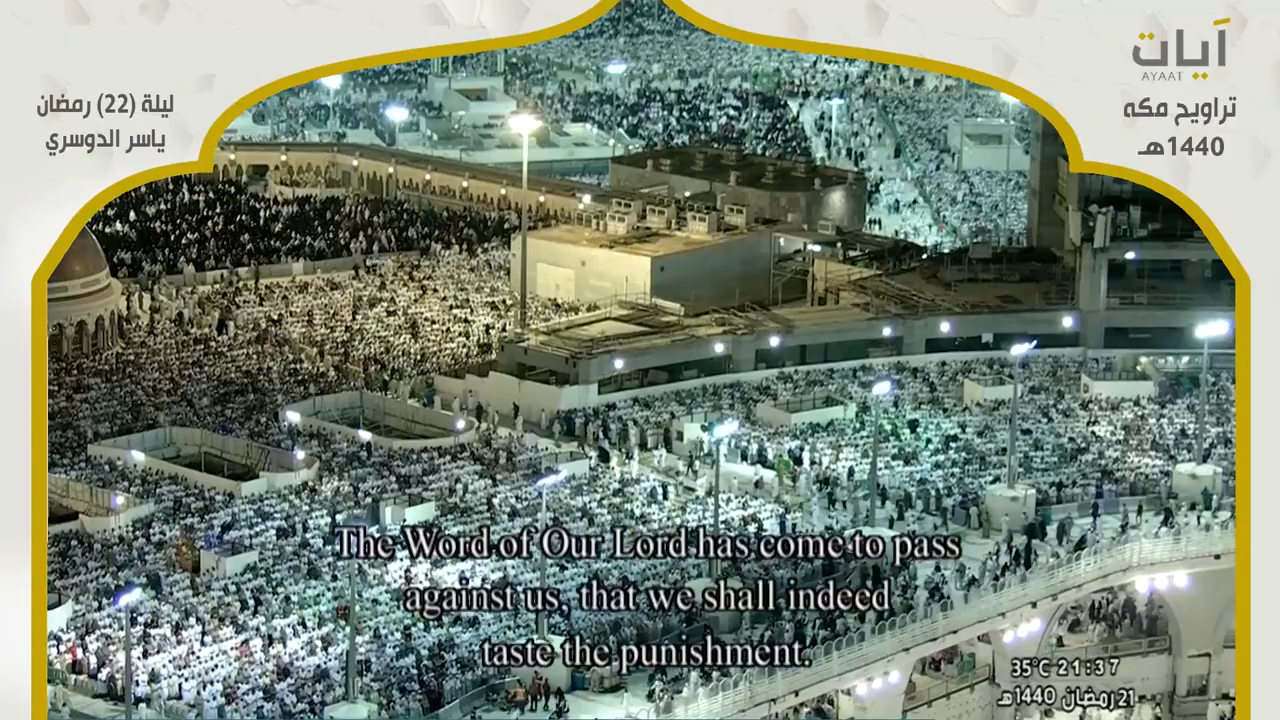 آيات
AYAAT
تراويح مكه
1440هـ
ليلة (22) رمضان
ياسر الدوسري
The Word of Our Lord has come to pass
against us, that we shall indeed
taste the punishment.
35°C 21:37
21 رمضان 1440هـ